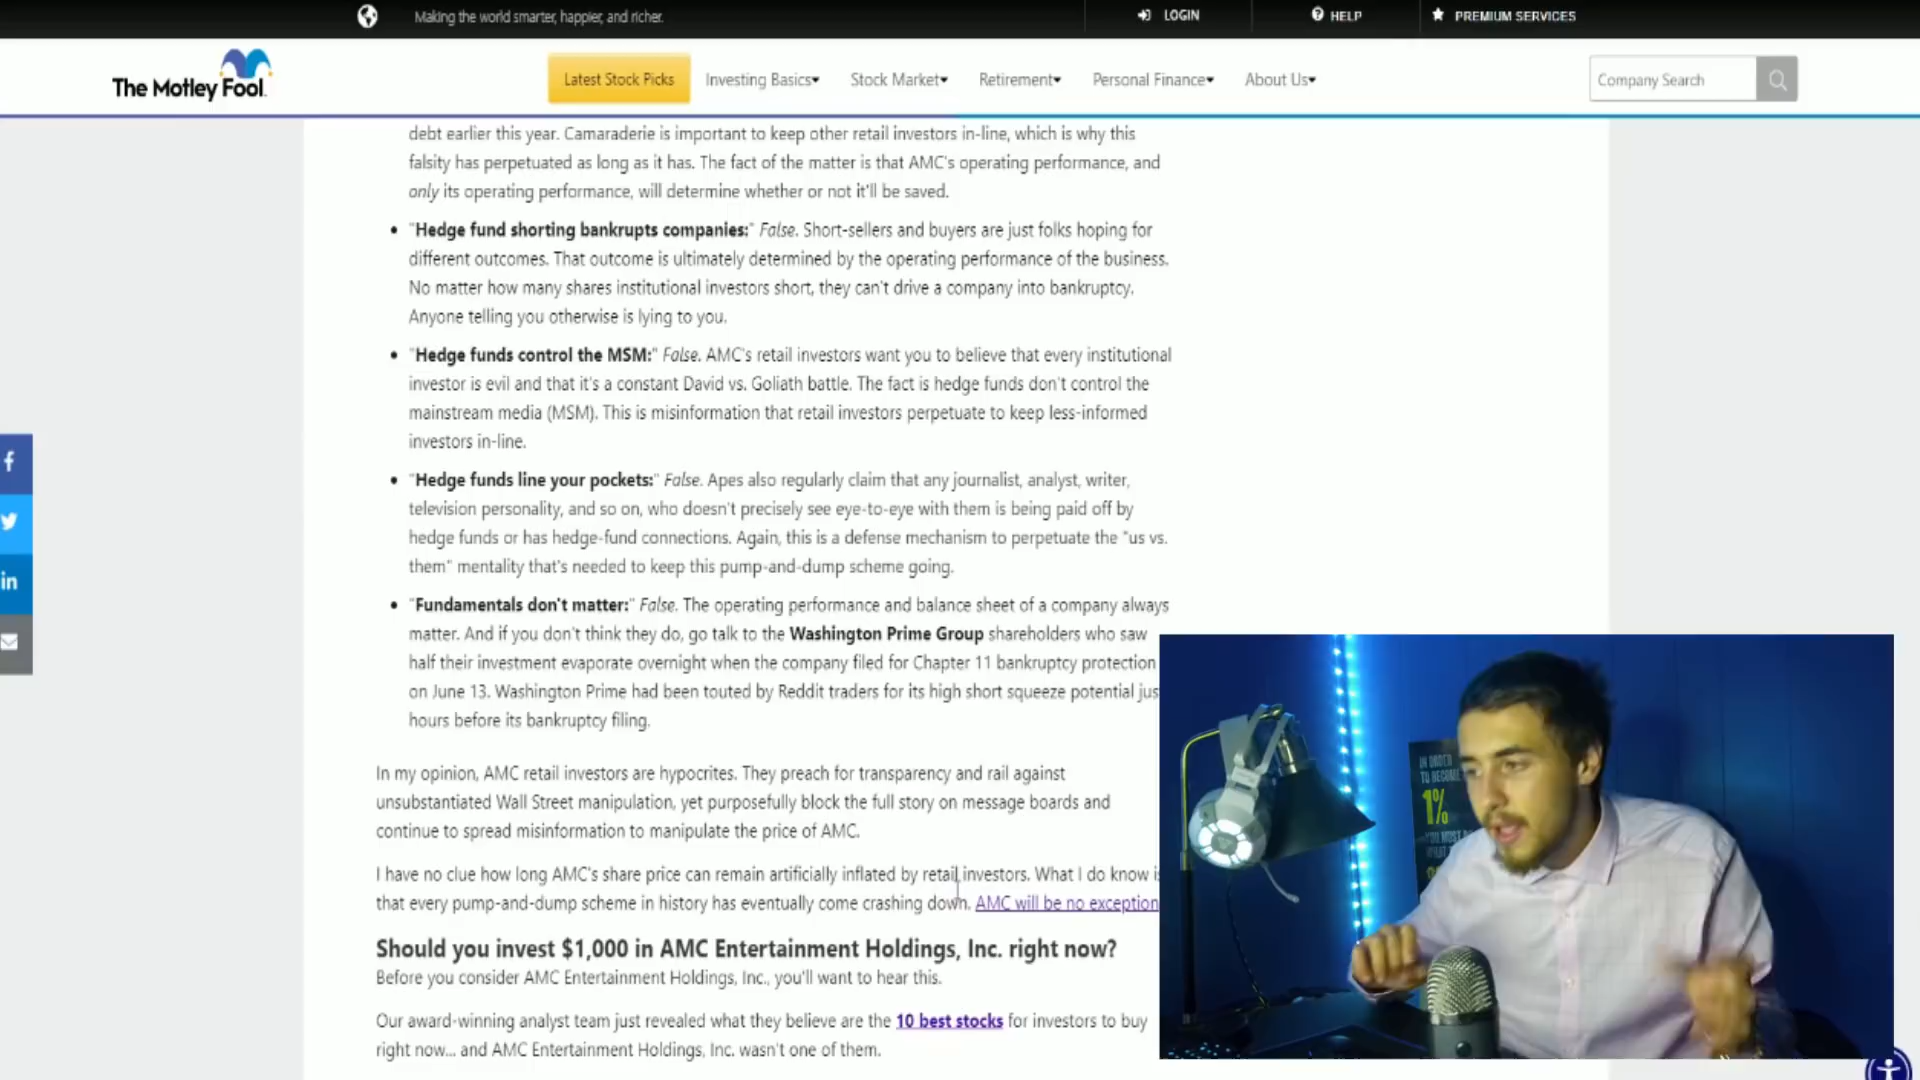 Making the world smarter, happier, and richer.
LOGIN
HELP
PREMIUM SERVICES
The Motley Fool.
Latest Stock Picks
Investing Basics
Stock Market
Retirement
Personal Finance
About Us
Company Search
debt earlier this year. Camaraderie is important to keep other retail investors in-line, which is why this
falsity has perpetuated as long as it has. The fact of the matter is that AMC's operating performance, and
only its operating performance, will determine whether or not it'll be saved.
"Hedge fund shorting bankrupts companies:" False. Short-sellers and buyers are just folks hoping for
different outcomes. That outcome is ultimately determined by the operating performance of the business.
No matter how many shares institutional investors short, they can't drive a company into bankruptcy.
Anyone telling you otherwise is lying to you.
"Hedge funds control the MSM:" False. AMC's retail investors want you to believe that every institutional
investor is evil and that it's a constant David vs. Goliath battle. The fact is hedge funds don't control the
mainstream media (MSM). This is misinformation that retail investors perpetuate to keep less-informed
investors in-line.
"Hedge funds line your pockets:" False. Apes also regularly claim that any journalist, analyst, writer,
television personality, and so on, who doesn't precisely see eye-to-eye with them is being paid off by
hedge funds or has hedge-fund connections. Again, this is a defense mechanism to perpetuate the "us vs.
them" mentality that's needed to keep this pump-and-dump scheme going.
"Fundamentals don't matter:" False. The operating performance and balance sheet of a company always
matter. And if you don't think they do, go talk to the Washington Prime Group shareholders who saw
half their investment evaporate overnight when the company filed for Chapter 11 bankruptcy protection
on June 13. Washington Prime had been touted by Reddit traders for its high short squeeze potential jus
hours before its bankruptcy filing.
In my opinion, AMC retail investors are hypocrites. They preach for transparency and rail against
unsubstantiated Wall Street manipulation, yet purposefully block the full story on message boards and
continue to spread misinformation to manipulate the price of AMC.
I have no clue how long AMC's share price can remain artificially inflated by retail investors. What I do know i
that every pump-and-dump scheme in history has eventually come crashing down. AMC will be no exception
Should you invest $1,000 in AMC Entertainment Holdings, Inc. right now?
Before you consider AMC Entertainment Holdings, Inc., you'll want to hear this.
Our award-winning analyst team just revealed what they believe are the 10 best stocks for investors to buy
right now... and AMC Entertainment Holdings, Inc. wasn't one of them.
f
in
IN ORDER
TO BECOME
1%